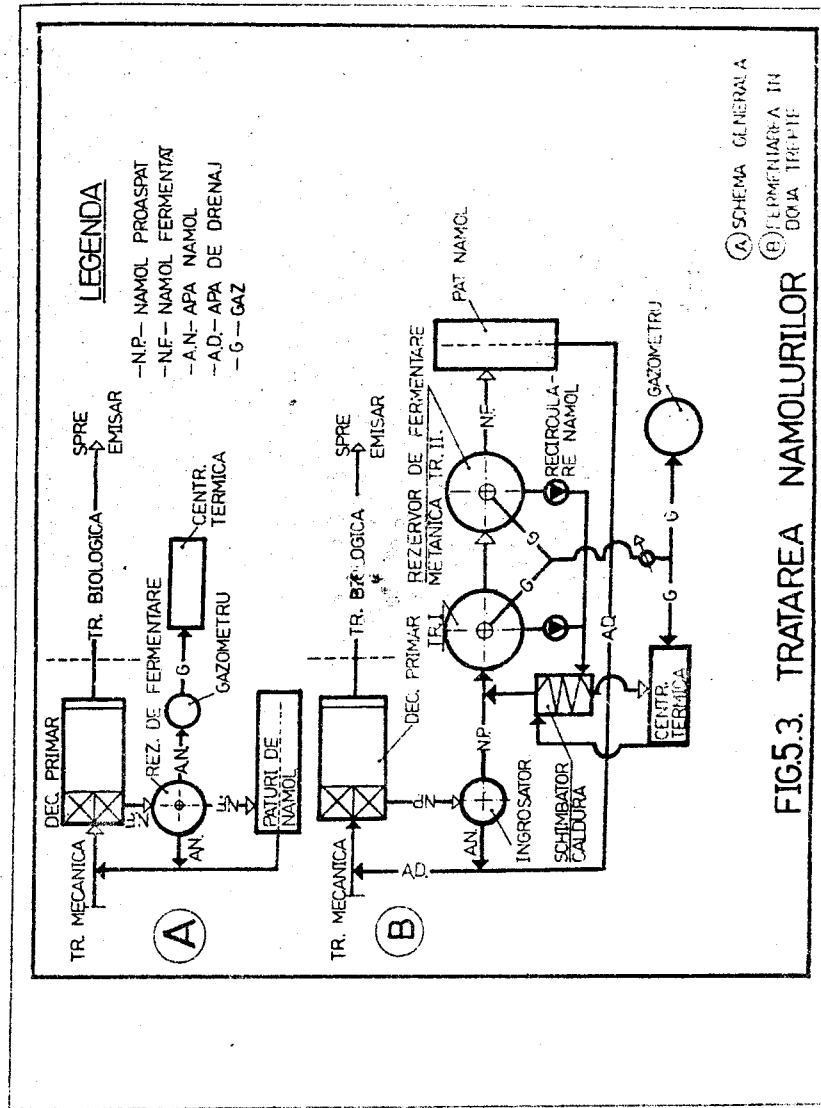 LEGENDA
-N.P.- NAMOL PROASPAT
-N.F.- NAMOL FERMENTAT
-A.N.- APA NAMOL
-A.D.- APA DE DRENAJ
-G - GAZ
TR. MECANICA
DEC. PRIMAR
TR. BIOLOGICA
SPRE
EMISAR
A
REZ. DE FERMENTARE
A.N.
A.N.
G
CENTR.
TERMICA
GAZOMETRU
N.F.
PATURI DE
NAMOL
TR. MECANICA
TR. BIOLOGICA
SPRE
EMISAR
B
DEC. PRIMAR
A.D.
N.P.
A.N.
INGROSATOR
N.P.
TR.I.
REZERVOR DE FERMENTARE
METANICA TR.II.
N.F.
PAT NAMOL
G
G
RECIRCULA-
RE NAMOL
SCHIMBATOR
CALDURA
A.D.
CENTR.
TERMICA
G
G
GAZOMETRU
FIG.5.3. TRATAREA NAMOLURILOR
A SCHEMA GENERALA
B FERMENTAREA IN
DOUA TREPTE